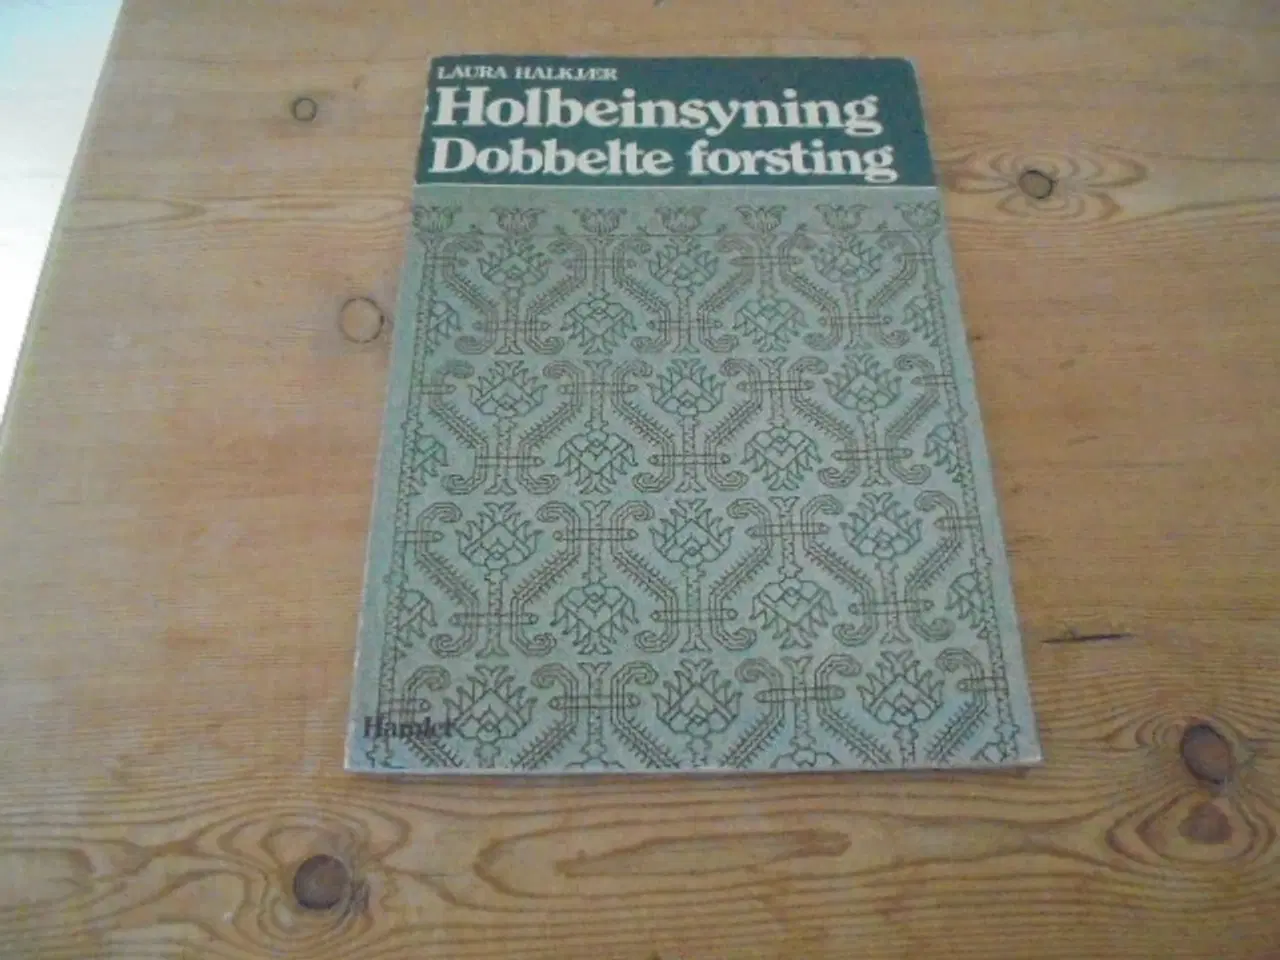 LAURA HALKJÆR
Holbeinsyning
Dobbelte forsting
Hamlet